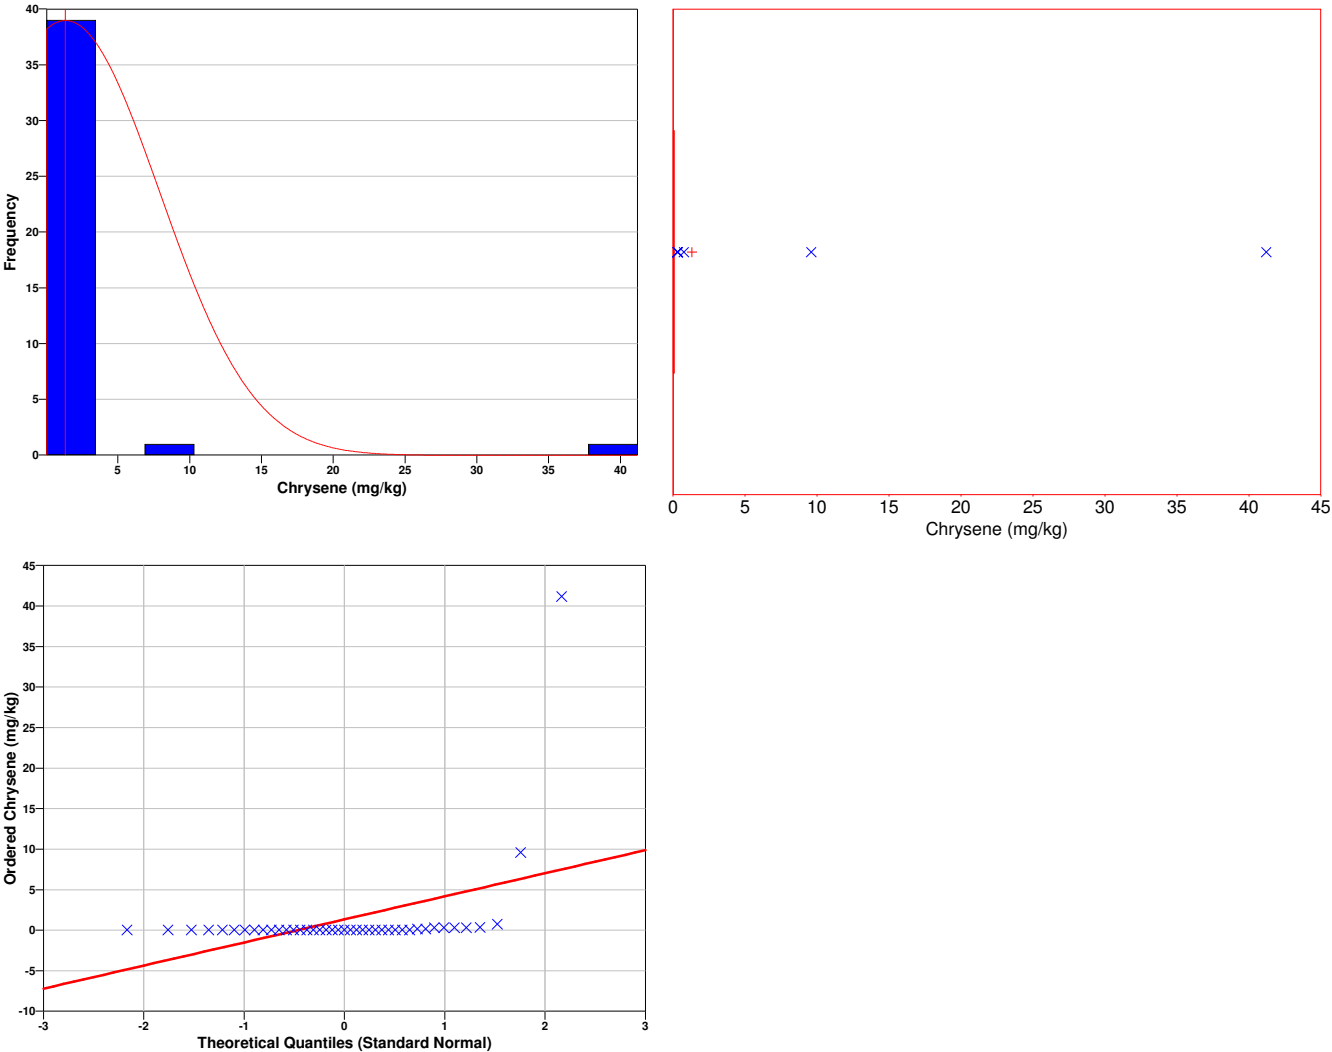 40
35
30
25
20
15
10
5
0
Frequency
5 10 15 20 25 30 35 40
Chrysene (mg/kg)
0 5 10 15 20 25 30 35 40 45
Chrysene (mg/kg)
45
40
35
30
25
20
15
10
5
0
-5
-10
Ordered Chrysene (mg/kg)
-3 -2 -1 0 1 2 3
Theoretical Quantiles (Standard Normal)